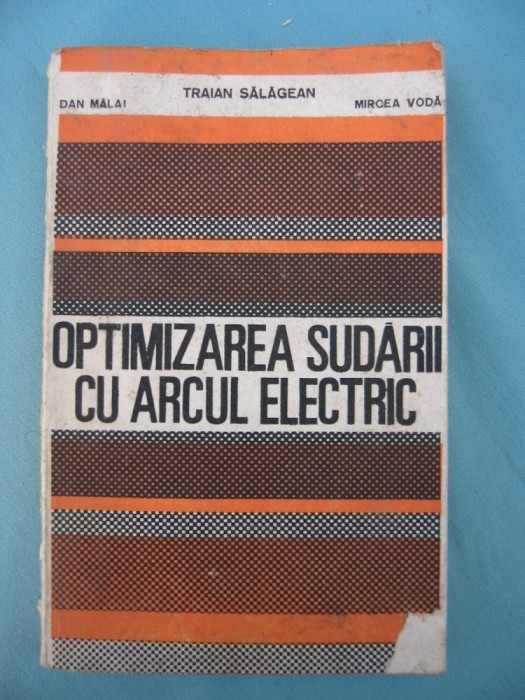 TRAIAN SĂLĂGEAN
DAN MĂLAI MIRCEA VODĂ
OPTIMIZAREA SUDĂRII
CU ARCUL ELECTRIC